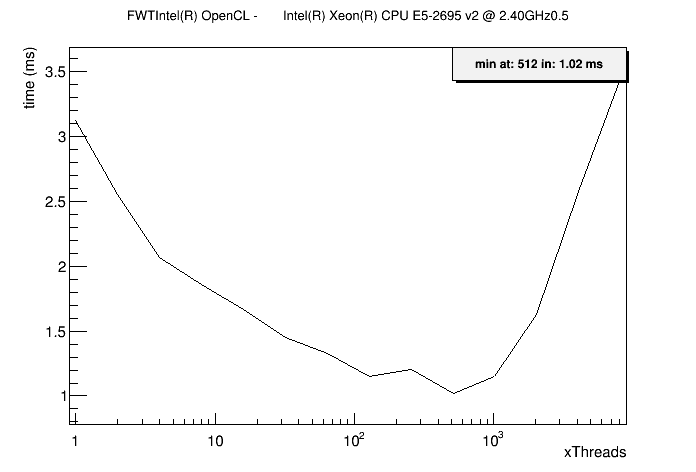 FWTIntel(R) OpenCL - Intel(R) Xeon(R) CPU E5-2695 v2 @ 2.40GHz0.5
min at: 512 in: 1.02 ms
time (ms)
3.5
3
2.5
2
1.5
1
1 10 10² 10³
xThreads